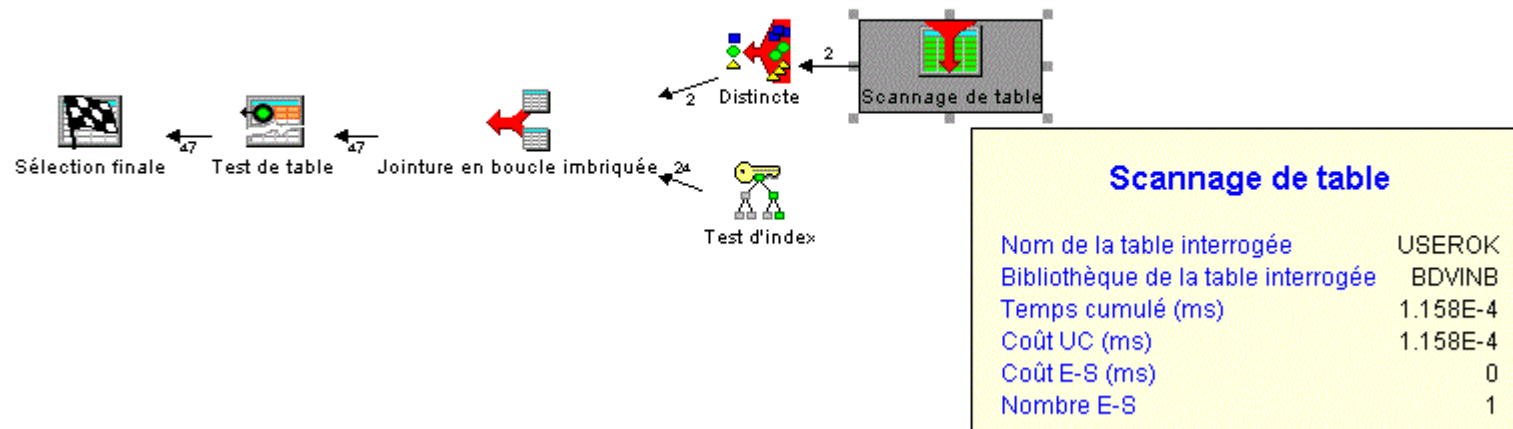 2
2
Distincte
Scannage de table
47
47
Sélection finale
Test de table
Jointure en boucle imbriquée
24
Test d'index
Scannage de table
Nom de la table interrogée USEROK
Bibliothèque de la table interrogée BDVINB
Temps cumulé (ms) 1.158E-4
Coût UC (ms) 1.158E-4
Coût E-S (ms) 0
Nombre E-S 1